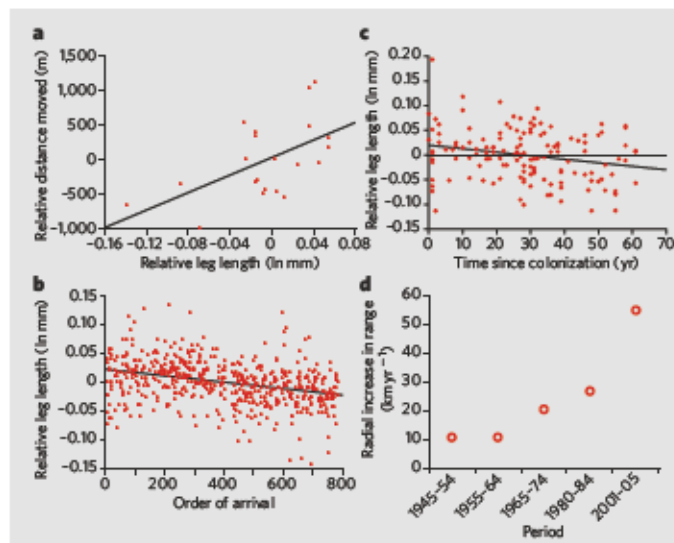 a
Relative distance moved (m)
1,500
1,000
500
0
-500
-1,000
-0.16 -0.12 -0.08 -0.04 0 0.04 0.08
Relative leg length (ln mm)
b
Relative leg length (ln mm)
0.15
0.10
0.05
0
-0.05
-0.10
-0.15
0 200 400 600 800
Order of arrival
c
Relative leg length (ln mm)
0.20
0.15
0.10
0.05
0
-0.05
-0.10
-0.15
0 10 20 30 40 50 60 70
Time since colonization (yr)
d
Radial increase in range
(km yr⁻¹)
60
50
40
30
20
10
0
1945–54
1955–64
1965–74
1980–84
2001–05
Period